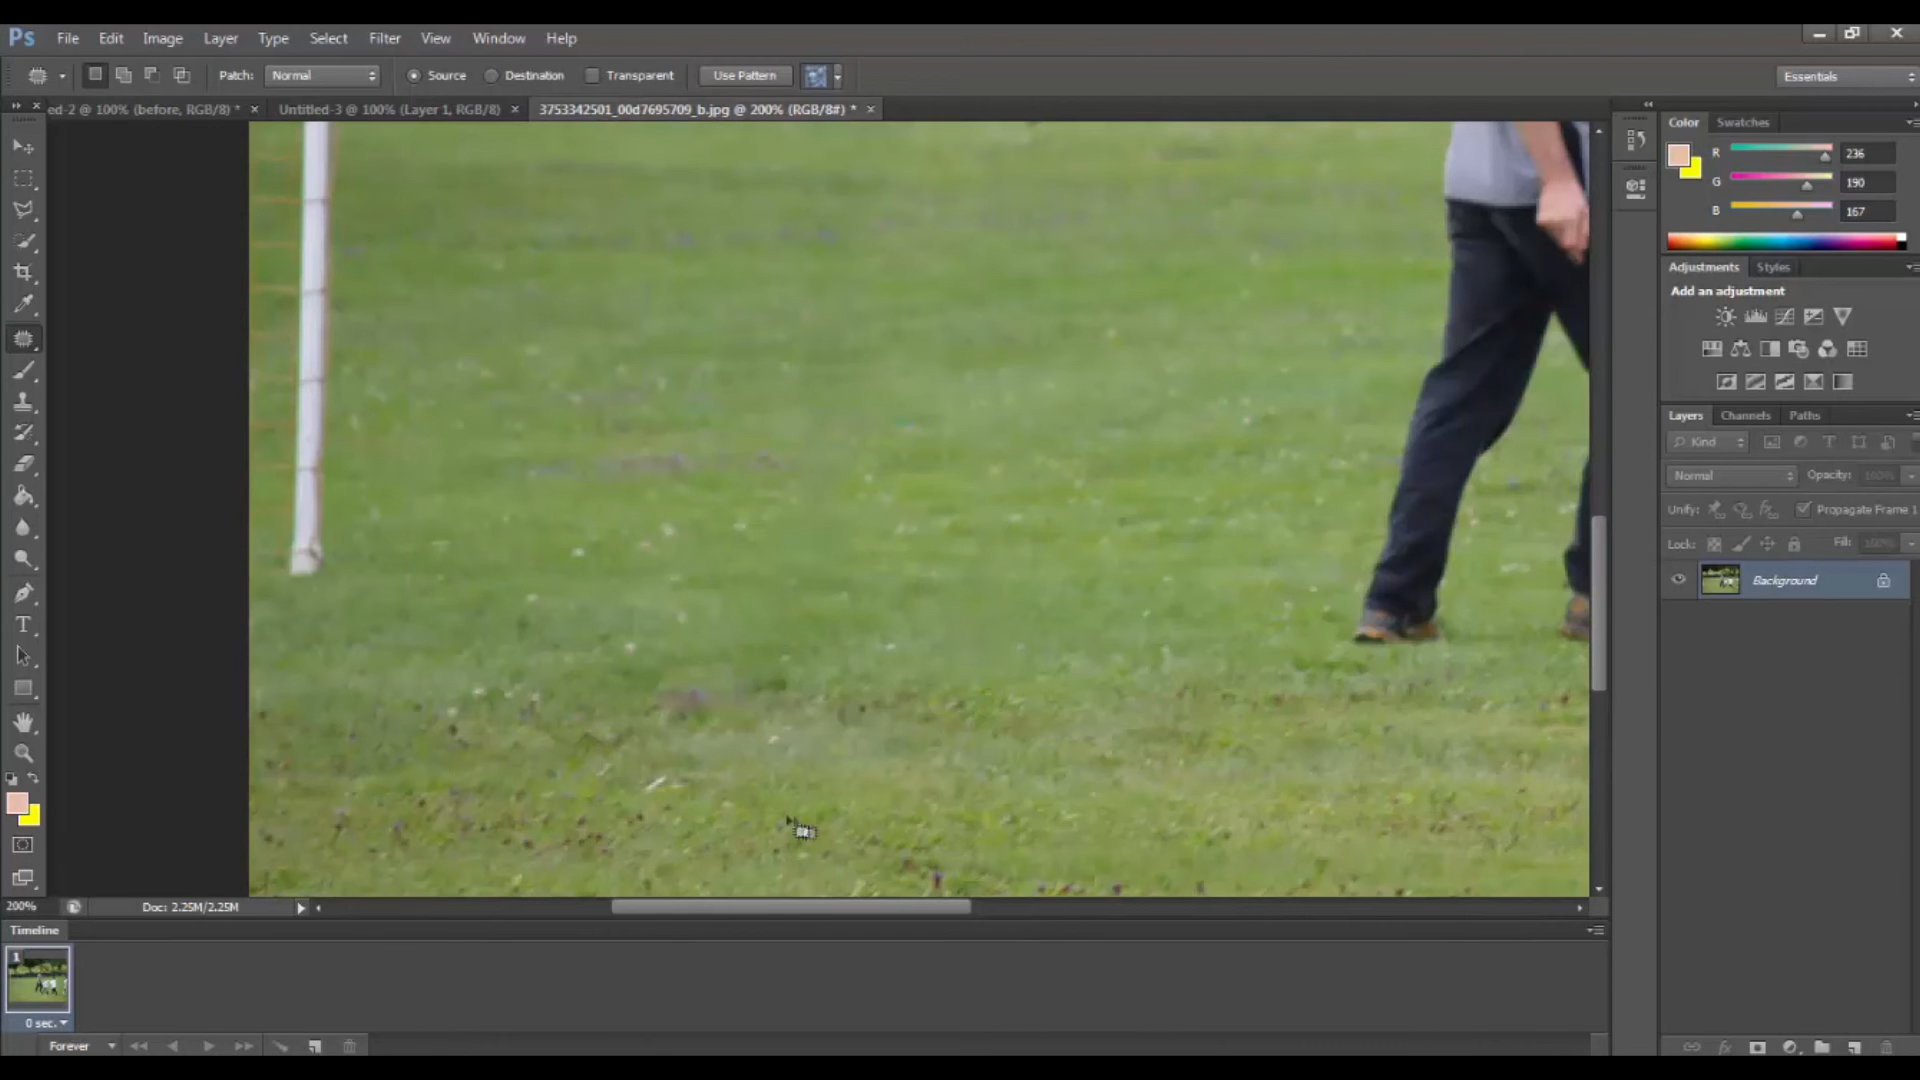 Ps File Edit Image Layer Type Select Filter View Window Help
Patch: Normal Source Destination Transparent Use Pattern Essentials
ed-2 @ 100% (before, RGB/8) * × Untitled-3 @ 100% (Layer 1, RGB/8) × 3753342501_00d7695709_b.jpg @ 200% (RGB/8#) * ×
Color Swatches
R 236
G 190
B 167
Adjustments Styles
Add an adjustment
Layers Channels Paths
Kind
Normal Opacity: 100%
Unify: Propagate Frame 1
Lock: Fill: 100%
Background
200% Doc: 2.25M/2.25M
Timeline
1
0 sec.
Forever